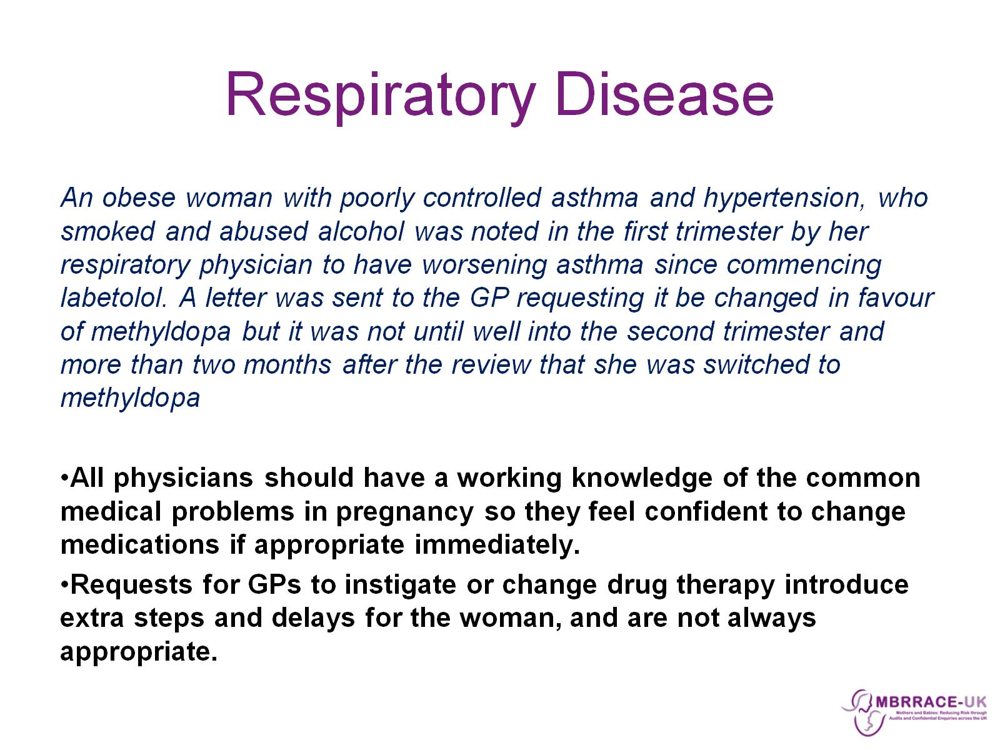 Respiratory Disease
An obese woman with poorly controlled asthma and hypertension, who
smoked and abused alcohol was noted in the first trimester by her
respiratory physician to have worsening asthma since commencing
labetolol. A letter was sent to the GP requesting it be changed in favour
of methyldopa but it was not until well into the second trimester and
more than two months after the review that she was switched to
methyldopa
•All physicians should have a working knowledge of the common
medical problems in pregnancy so they feel confident to change
medications if appropriate immediately.
•Requests for GPs to instigate or change drug therapy introduce
extra steps and delays for the woman, and are not always
appropriate.
MBRRACE-UK
Mothers and Babies: Reducing Risk through
Audits and Confidential Enquiries across the UK